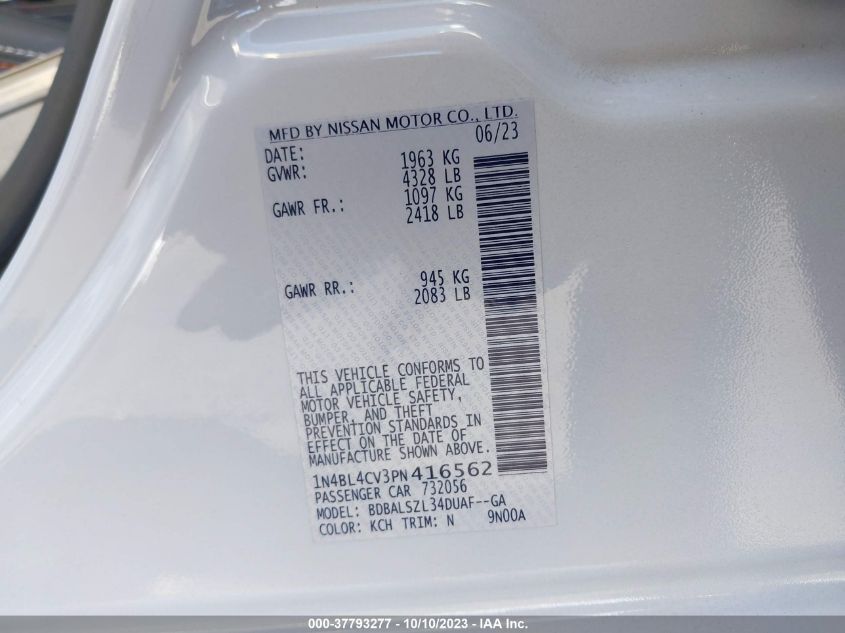 MFD BY NISSAN MOTOR CO., LTD.
DATE: 06/23
GVWR: 1963 KG
4328 LB
GAWR FR.: 1097 KG
2418 LB
GAWR RR.: 945 KG
2083 LB
THIS VEHICLE CONFORMS TO
ALL APPLICABLE FEDERAL
MOTOR VEHICLE SAFETY,
BUMPER, AND THEFT
PREVENTION STANDARDS IN
EFFECT ON THE DATE OF
MANUFACTURE SHOWN ABOVE.
1N4BL4CV3PN416562
PASSENGER CAR 732056
MODEL: BDBALSZL34DUAF--GA
COLOR: KCH TRIM: N 9N00A
000-37793277 - 10/10/2023 - IAA Inc.